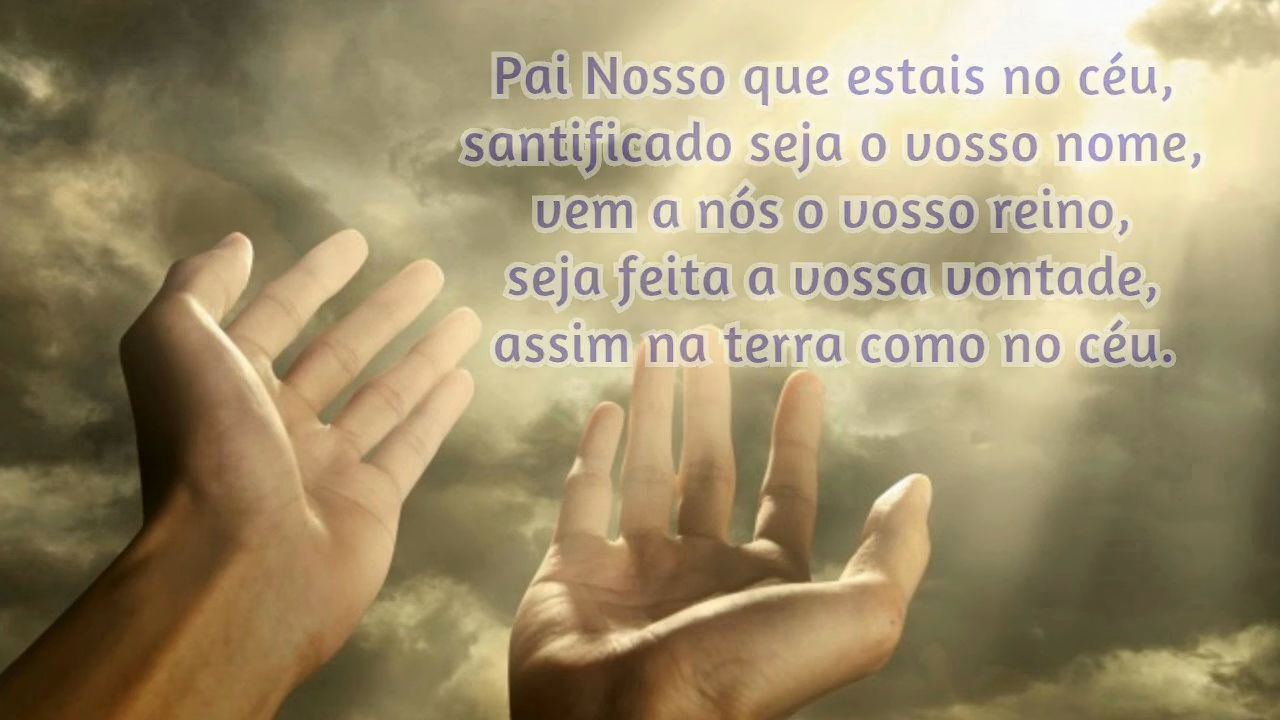 Pai Nosso que estais no céu,
santificado seja o vosso nome,
vem a nós o vosso reino,
seja feita a vossa vontade,
assim na terra como no céu.